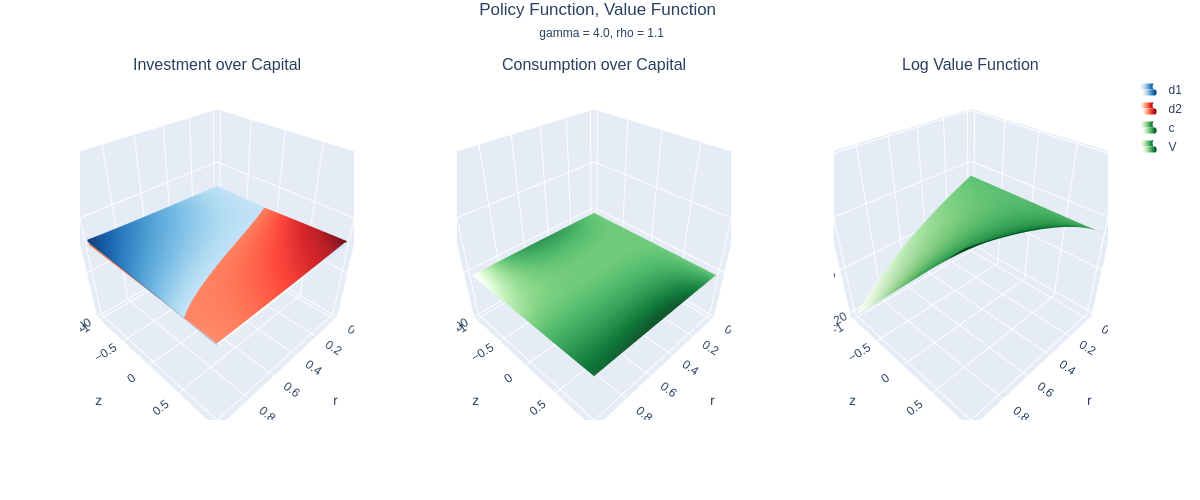 Policy Function, Value Function
gamma = 4.0, rho = 1.1
Investment over Capital
Consumption over Capital
Log Value Function
d1
d2
c
V
−0.5
0
0.5
z
0
0.2
0.4
0.6
0.8
r
−0.5
0
0.5
z
0
0.2
0.4
0.6
0.8
r
20
−1
−0.5
0
0.5
z
0
0.2
0.4
0.6
0.8
r